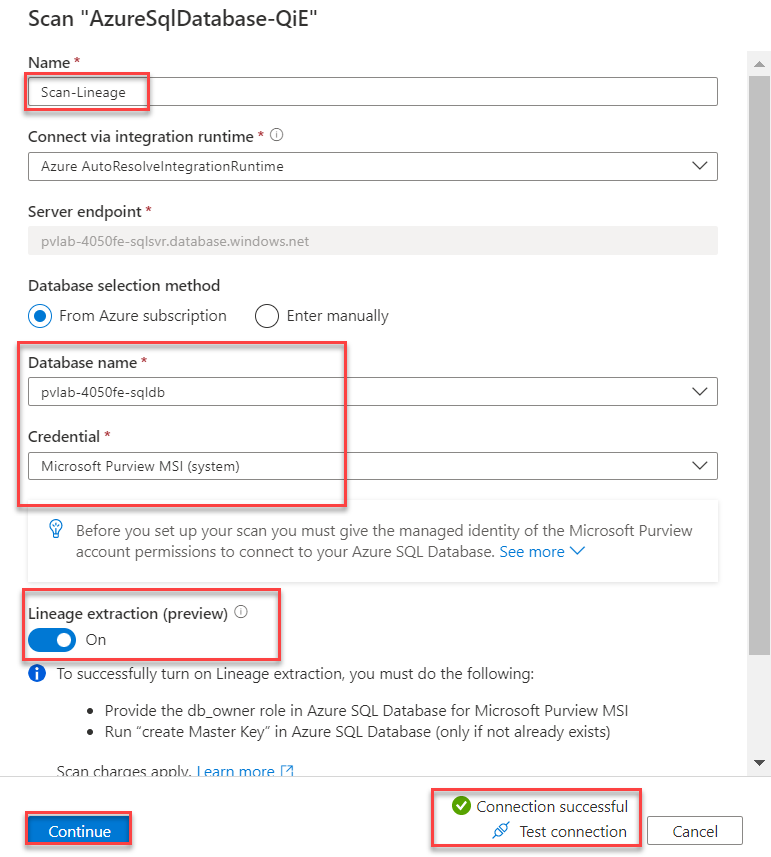 Scan "AzureSqlDatabase-QiE"
Name *
Scan-Lineage
Connect via integration runtime *
Azure AutoResolveIntegrationRuntime
Server endpoint *
pvlab-4050fe-sqlsvr.database.windows.net
Database selection method
From Azure subscription Enter manually
Database name *
pvlab-4050fe-sqldb
Credential *
Microsoft Purview MSI (system)
Before you set up your scan you must give the managed identity of the Microsoft Purview
account permissions to connect to your Azure SQL Database. See more
Lineage extraction (preview)
On
To successfully turn on Lineage extraction, you must do the following:
• Provide the db_owner role in Azure SQL Database for Microsoft Purview MSI
• Run “create Master Key” in Azure SQL Database (only if not already exists)
Scan charges apply. Learn more
Connection successful
Continue Test connection Cancel